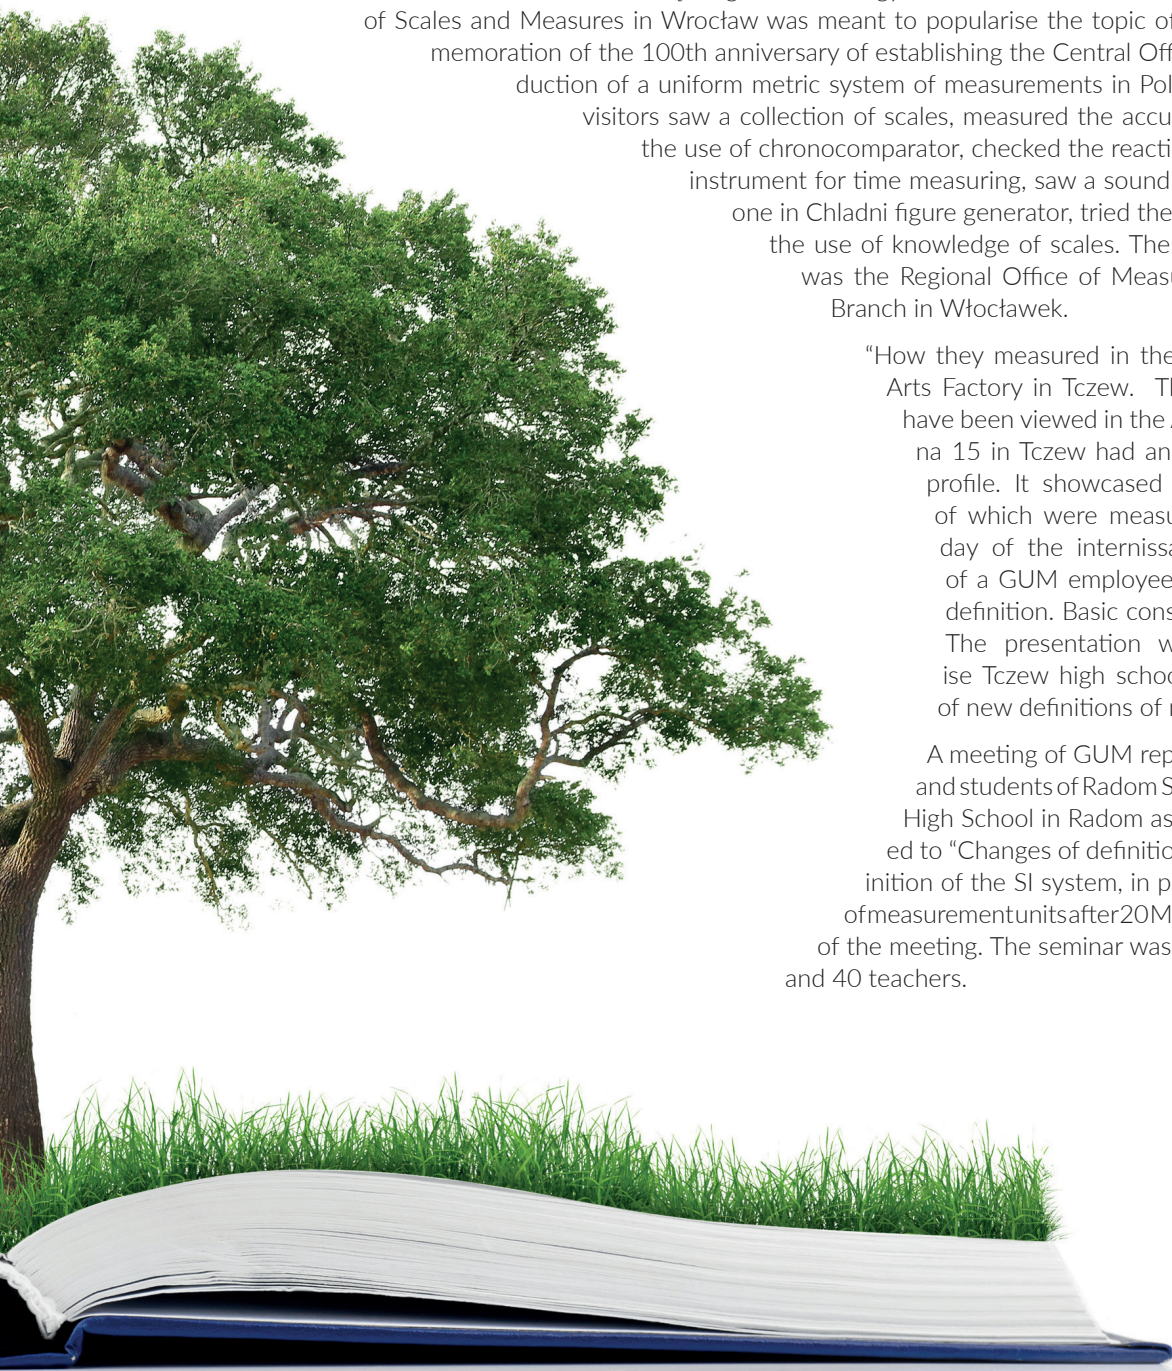 of Scales and Measures in Wrocław was meant to popularise the topic of
memoration of the 100th anniversary of establishing the Central Off
duction of a uniform metric system of measurements in Pol
visitors saw a collection of scales, measured the accu
the use of chronocomparator, checked the reacti
instrument for time measuring, saw a sound
one in Chladni figure generator, tried the
the use of knowledge of scales. The
was the Regional Office of Measu
Branch in Włocławek.
“How they measured in the
Arts Factory in Tczew. Th
have been viewed in the A
na 15 in Tczew had an
profile. It showcased
of which were measu
day of the internissa
of a GUM employee
definition. Basic cons
The presentation w
ise Tczew high schoo
of new definitions of
A meeting of GUM rep
and students of Radom S
High School in Radom as
ed to “Changes of definitio
inition of the SI system, in p
ofmeasurementunitsafter20M
of the meeting. The seminar was
and 40 teachers.